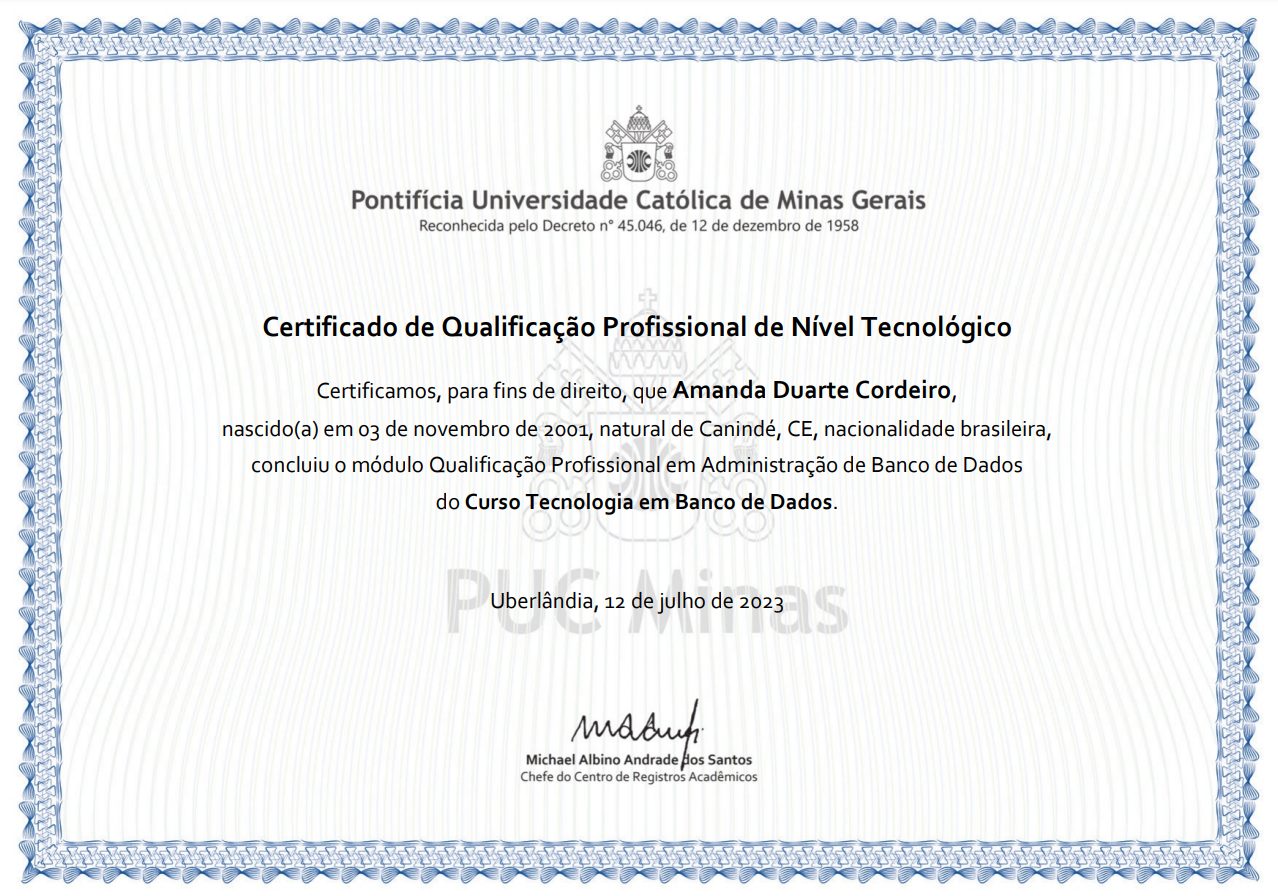 Pontifícia Universidade Católica de Minas Gerais
Reconhecida pelo Decreto n° 45.046, de 12 de dezembro de 1958
Certificado de Qualificação Profissional de Nível Tecnológico
Certificamos, para fins de direito, que Amanda Duarte Cordeiro,
nascido(a) em 03 de novembro de 2001, natural de Canindé, CE, nacionalidade brasileira,
concluiu o módulo Qualificação Profissional em Administração de Banco de Dados
do Curso Tecnologia em Banco de Dados.
PUC Minas
Uberlândia, 12 de julho de 2023
Michael Albino Andrade dos Santos
Chefe do Centro de Registros Acadêmicos